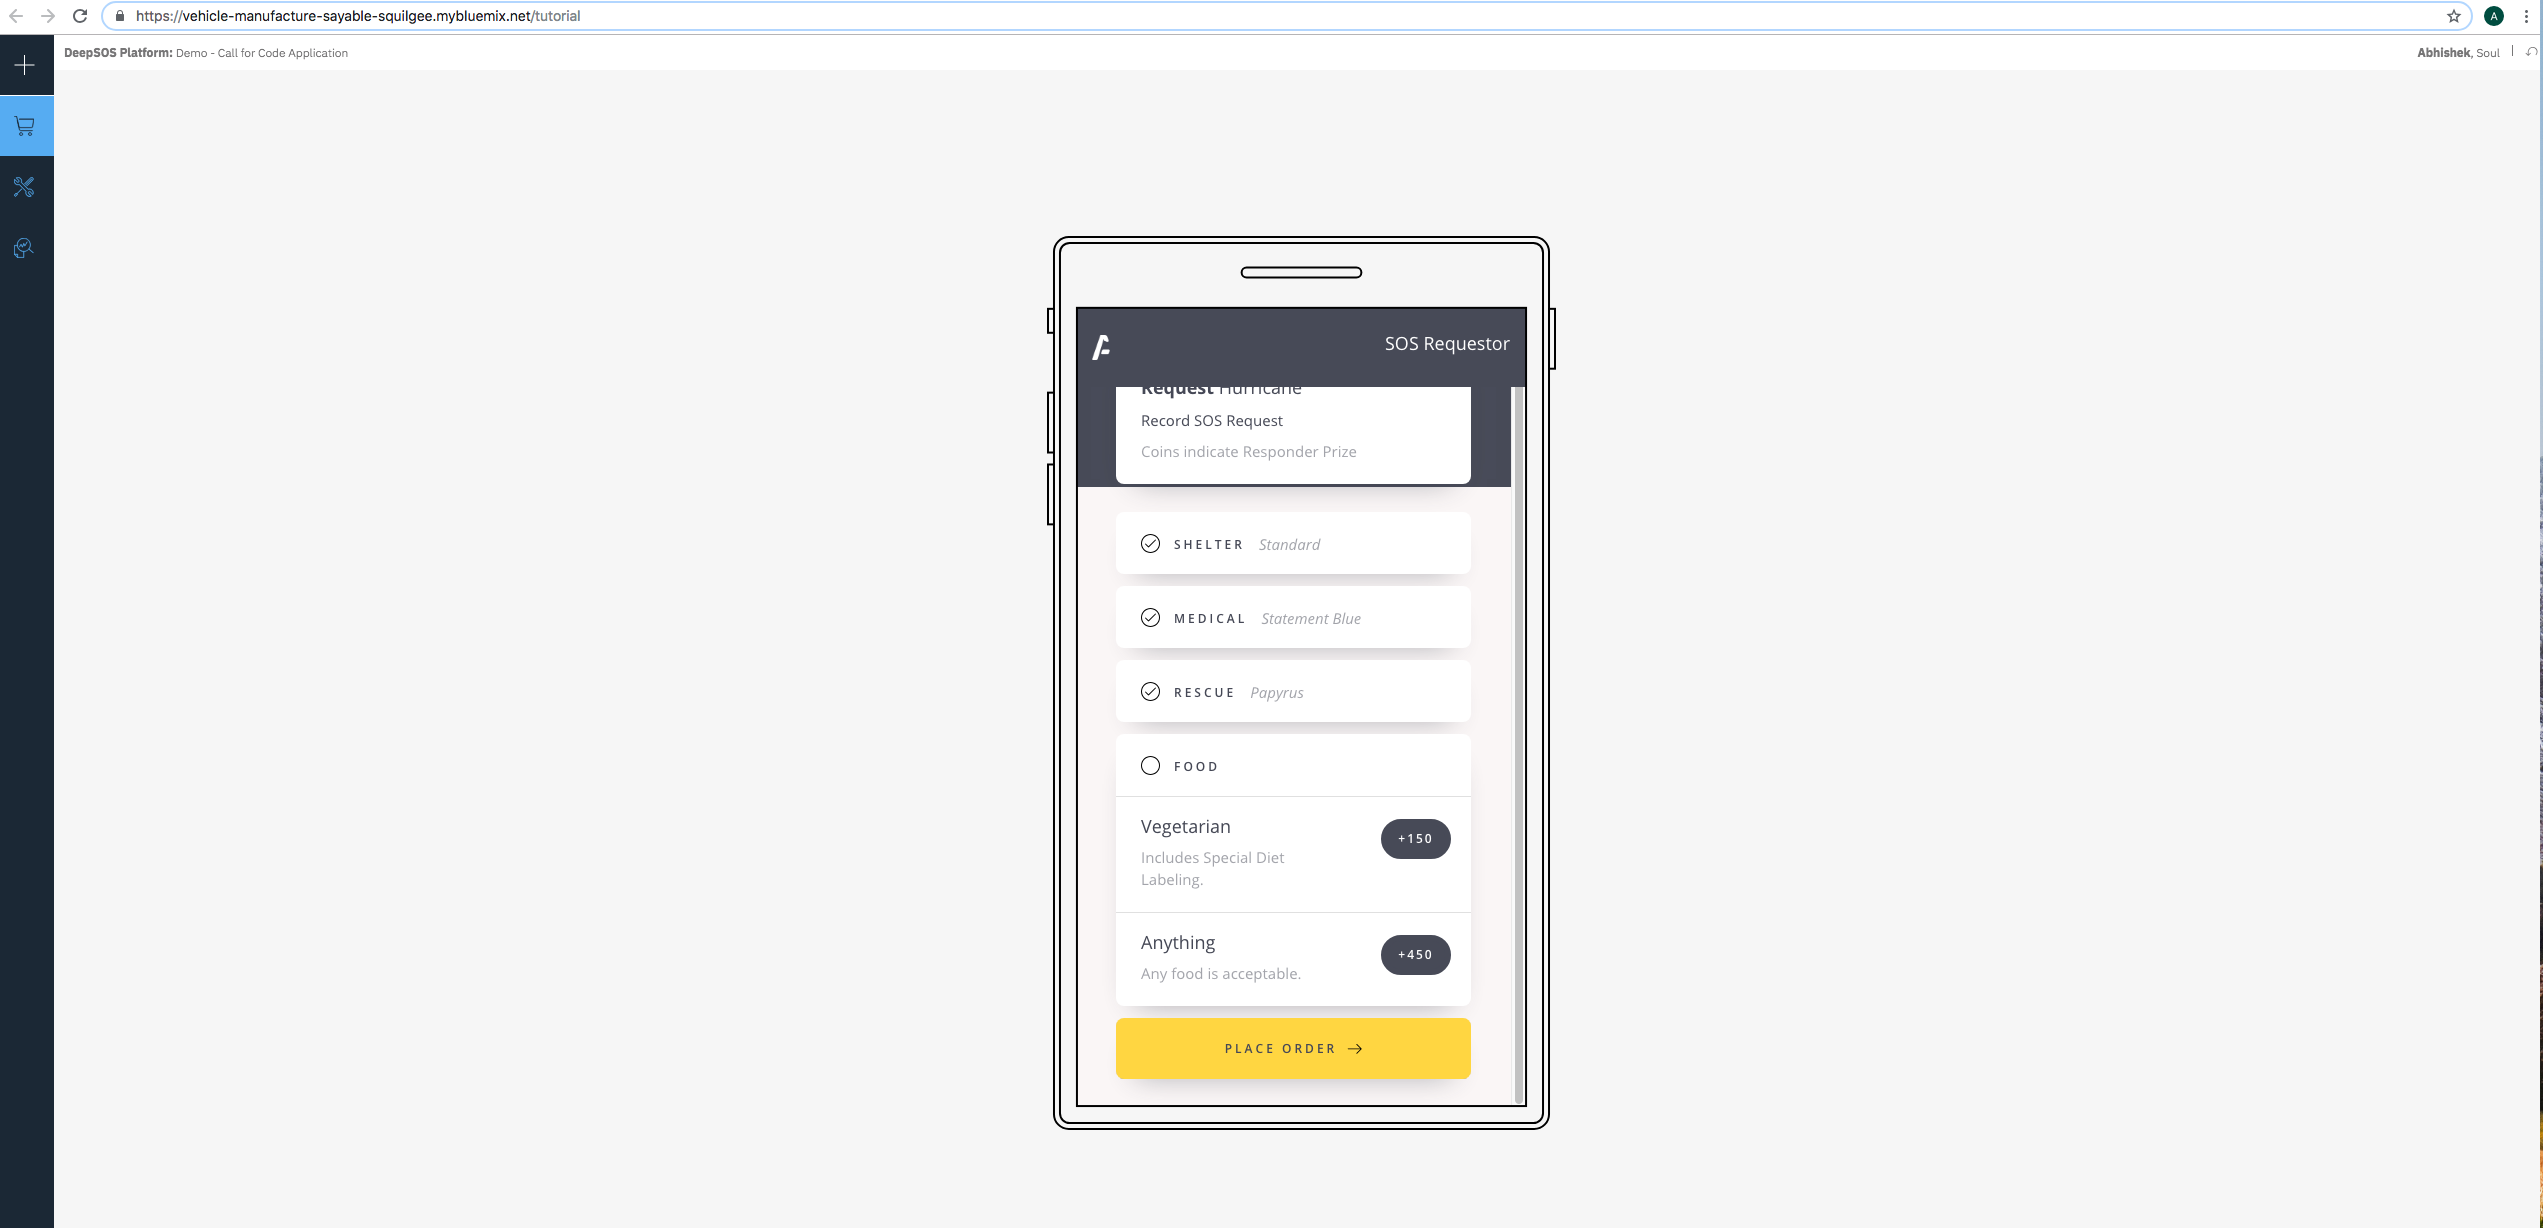 https://vehicle-manufacture-sayable-squilgee.mybluemix.net/tutorial
A
DeepSOS Platform: Demo - Call for Code Application
Abhishek, Soul
SOS Requestor
Request Hurricane
Record SOS Request
Coins indicate Responder Prize
SHELTER Standard
MEDICAL Statement Blue
RESCUE Papyrus
FOOD
Vegetarian
+150
Includes Special Diet
Labeling.
Anything
+450
Any food is acceptable.
PLACE ORDER →